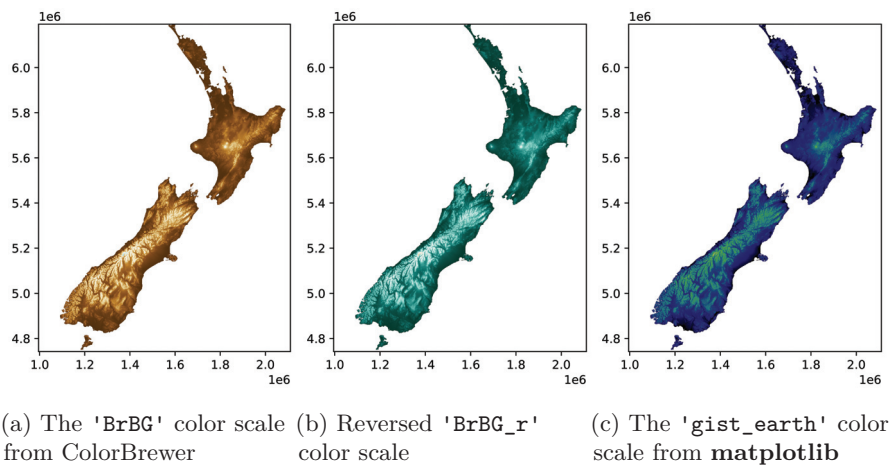 1e6
1e6
1e6
6.0
5.8
5.6
5.4
5.2
5.0
4.8
1.0 1.2 1.4 1.6 1.8 2.0
1e6
1.0 1.2 1.4 1.6 1.8 2.0
1e6
1.0 1.2 1.4 1.6 1.8 2.0
1e6
6.0
5.8
5.6
5.4
5.2
5.0
4.8
6.0
5.8
5.6
5.4
5.2
5.0
4.8
(a) The 'BrBG' color scale
from ColorBrewer
(b) Reversed 'BrBG_r'
color scale
(c) The 'gist_earth' color
scale from matplotlib